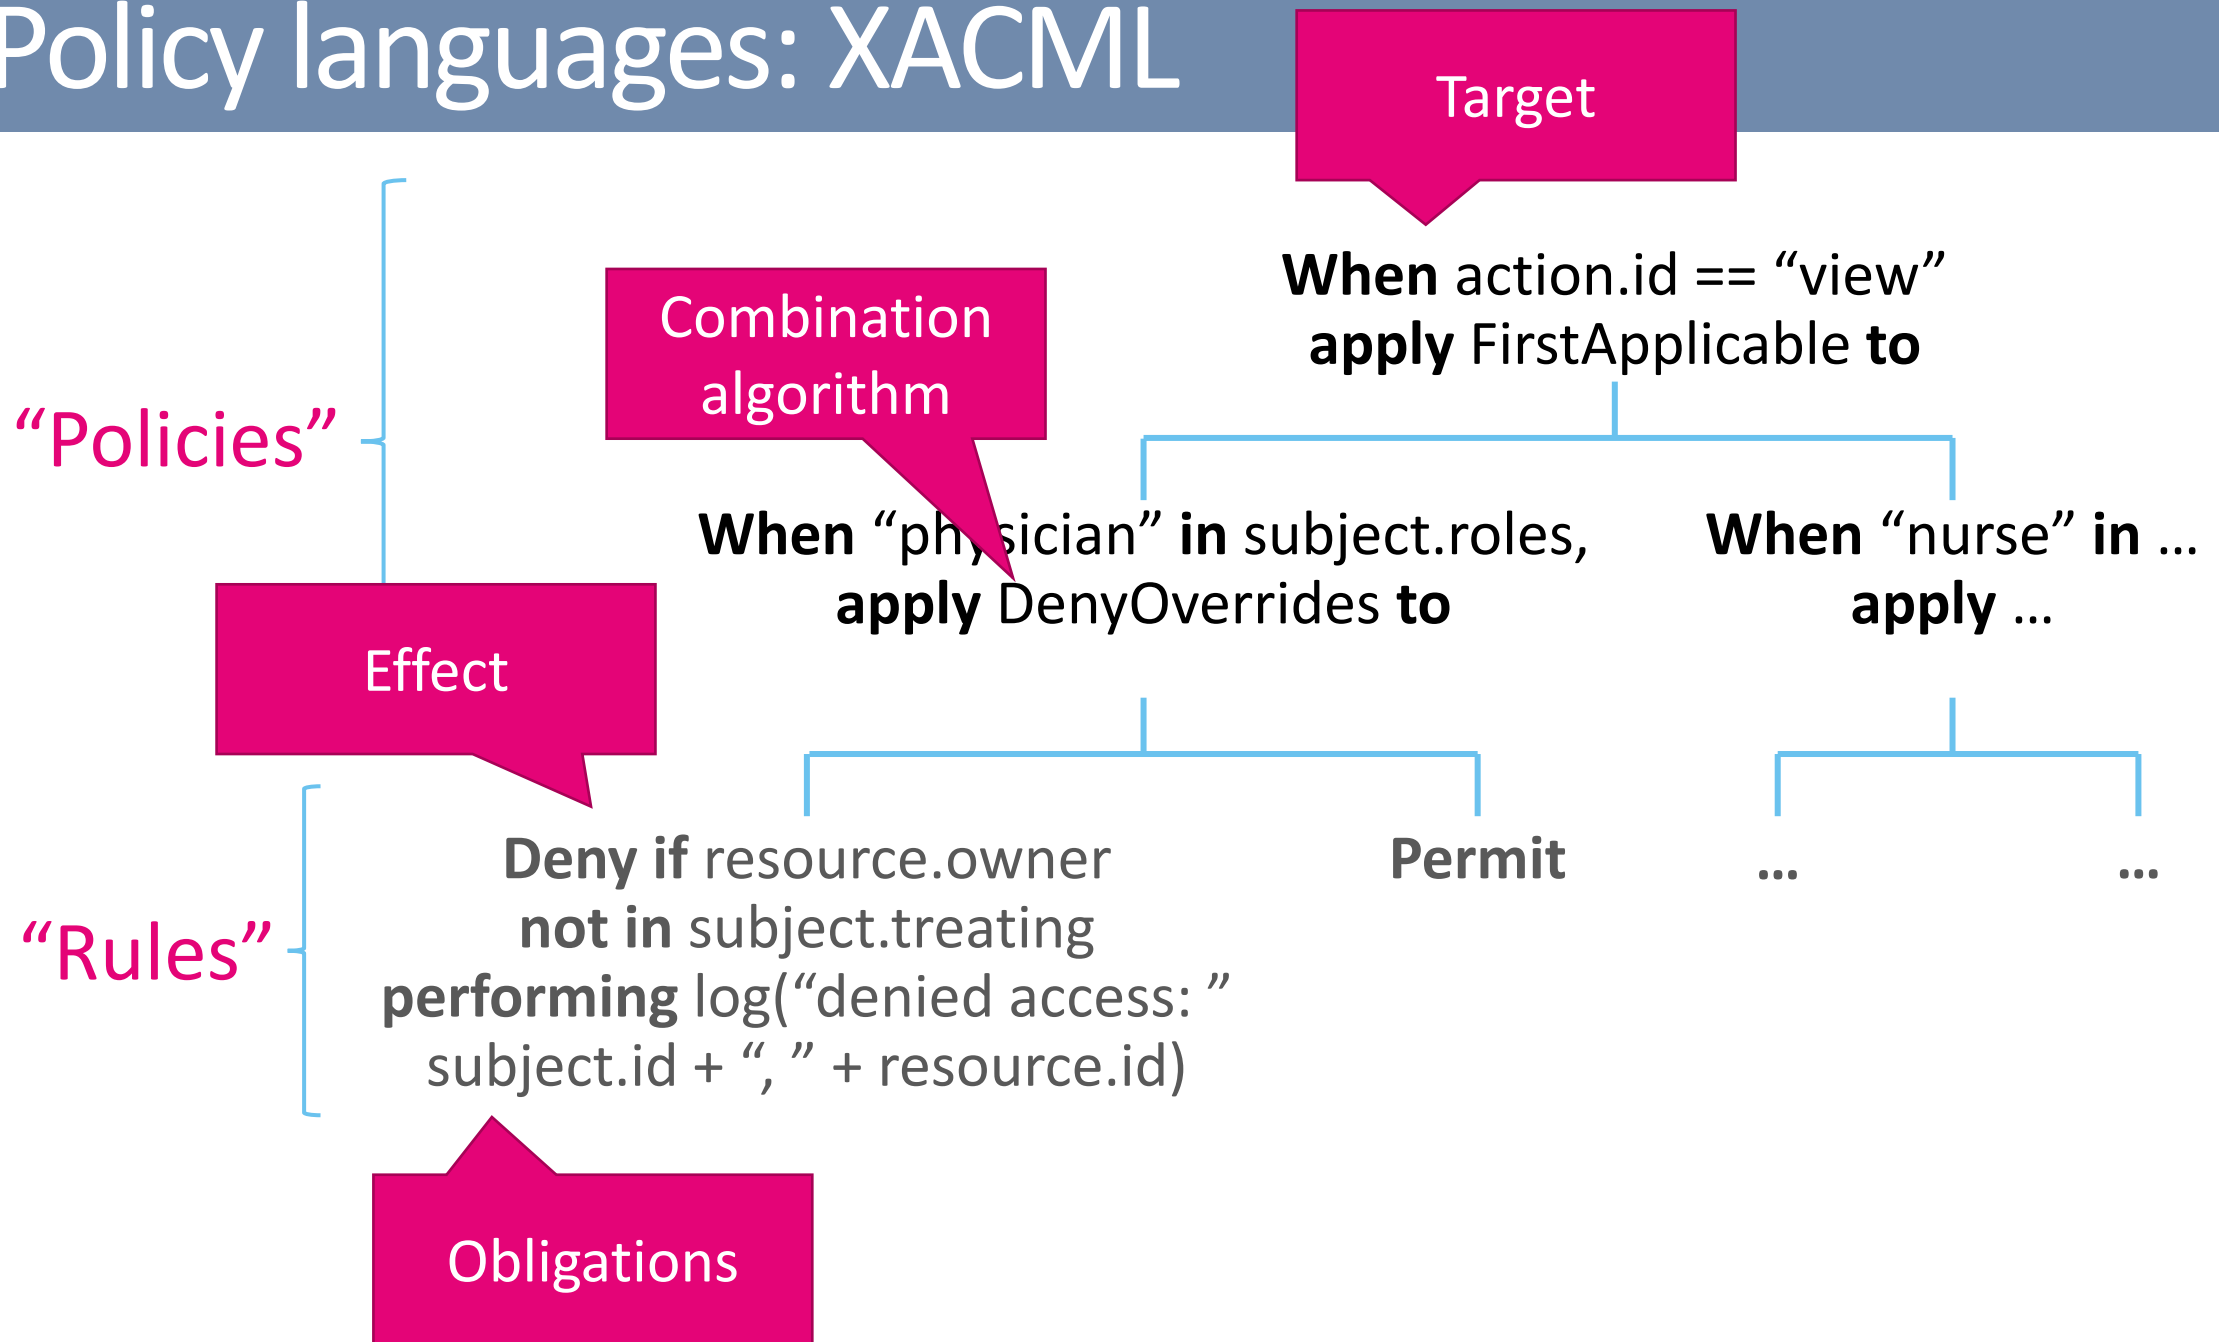 Policy languages: XACML
Target
When action.id == “view”
apply FirstApplicable to
Combination
algorithm
“Policies”
When “physician” in subject.roles,
apply DenyOverrides to
When “nurse” in ...
apply ...
Effect
Deny if resource.owner
not in subject.treating
performing log(“denied access: ”
subject.id + “, ” + resource.id)
Permit
...
...
“Rules”
Obligations